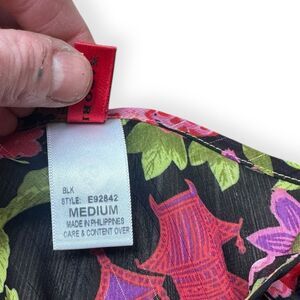 BLK
STYLE: E92842
MEDIUM
MADE IN PHILIPPINES
CARE & CONTENT OVER